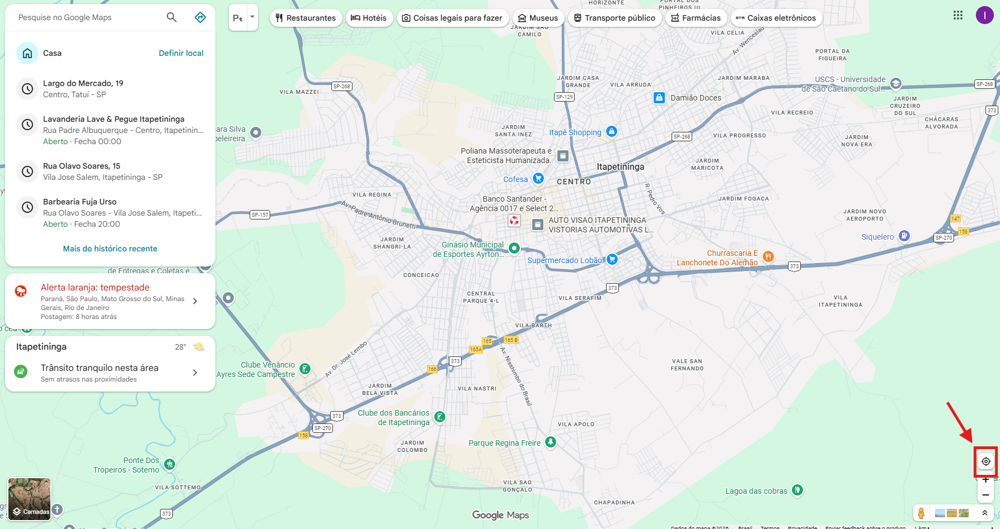 Pesquise no Google Maps
Casa
Definir local
Largo do Mercado, 19
Centro, Tatuí - SP
Lavanderia Lave & Pegue Itapetininga
Rua Padre Albuquerque - Centro, Itapetinin...
Aberto · Fecha 00:00
Rua Olavo Soares, 15
Vila Jose Salem, Itapetininga - SP
Barbearia Fuja Urso
Rua Olavo Soares - Vila Jose Salem, Itapeti...
Aberto · Fecha 20:00
Mais do histórico recente
de Entregas e Coletas e...
Alerta laranja: tempestade
Paraná, São Paulo, Mato Grosso do Sul, Minas
Gerais, Rio de Janeiro
Postagem: 8 horas atrás
Itapetininga
28°
Trânsito tranquilo nesta área
Sem atrasos nas proximidades
Pt
Restaurantes
Hotéis
Coisas legais para fazer
Museus
Transporte público
Farmácias
ATM Caixas eletrônicos
I
HORIZONTE
PORTAL DOS
PINHEIROS III
JARDIM SAO
CAMILO
VILA CELIA
Av. Wenceslau
PORTAL DA
FIGUEIRA
VILA MAZZEI
SP-268
JARDIM CASA
GRANDE
VILA ARRUDA
JARDIM MARABA
USCS - Universidade
de São Caetano do Sul...
SP-268
SP-129
Damião Doces
JARDIM
CRUZEIRO
DO SUL
373
VILA RECREIO
CHÁCARAS
ALVORADA
ara Silva
peleireira
JARDIM
SANTA INEZ
Itapê Shopping
SP-268
VILA PROGRESSO
JARDIM
NOVA ERA
Poliana Massoterapeuta e
Esteticista Humanizada.
Itapetininga
JARDIM
MARICOTA
Cofesa
CENTRO
R. Pedro Vos
VILA REGINA
Banco Santander -
Agência 0017 e Select 2...
JARDIM FOGACA
SP-157
Av. Padre Antônio Brunetti
AUTO VISAO ITAPETININGA
VISTORIAS AUTOMOTIVAS L...
JARDIM NOVO
AEROPORTO
147
158
SP-270
Siquelero
JARDIM
SHANGRI-LA
Ginásio Municipal
de Esportes Ayrton...
Supermercado Lobão
Churrascaria E
Lanchonete Do Alemão
373
CONCEICAO
373
CENTRAL
PARQUE 4-L
VILA SERAFIM
VILA
ITAPETININGA
VILA BARTH
165
165 B
165A
Av. Dr. José Lembo
Av. Nisshimbo do Brasil
373
166
Clube Venâncio
Ayres Sede Campestre
VALE SAN
FERNANDO
JARDIM
BELA VISTA
VILA NASTRI
373
SP-270
158
Clube dos Bancários
de Itapetininga
VILA APOLO
JARDIM
COLOMBO
Parque Regina Freire
Ponte Dos
Tropeiros - Sotemo
VILA SOTTEMO
VILA SAO
GONÇALO
CHAPADINHA
Lagoa das cobras
373
Camadas
Google Maps
Dados do mapa ©2026 Brasil Termos Privacidade Enviar feedback sobre o produto 1 km